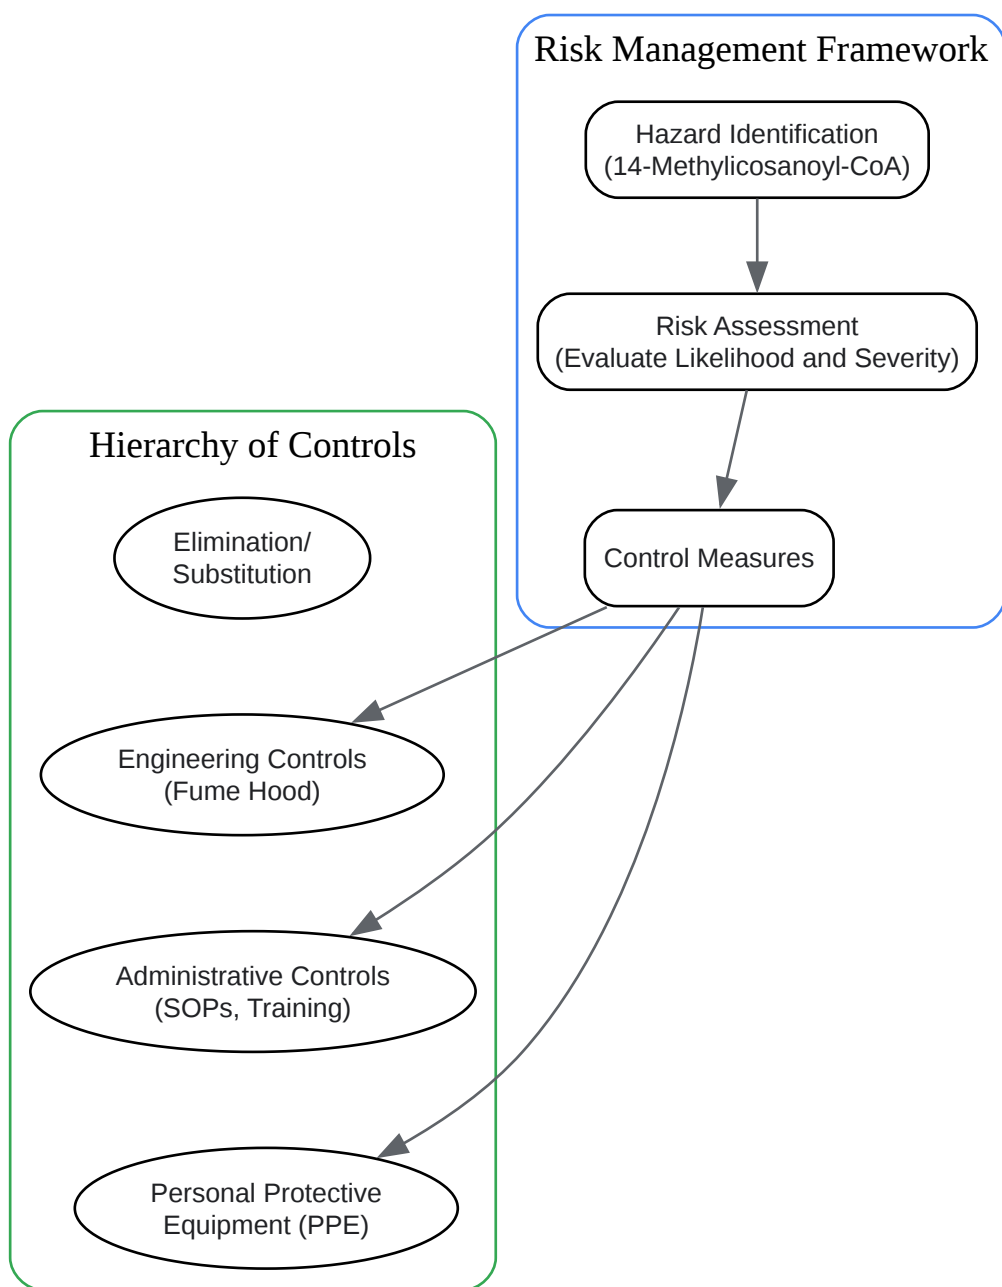 Risk Management Framework
Hazard Identification
(14-Methylicosanoyl-CoA)
Risk Assessment
(Evaluate Likelihood and Severity)
Control Measures
Hierarchy of Controls
Elimination/
Substitution
Engineering Controls
(Fume Hood)
Administrative Controls
(SOPs, Training)
Personal Protective
Equipment (PPE)